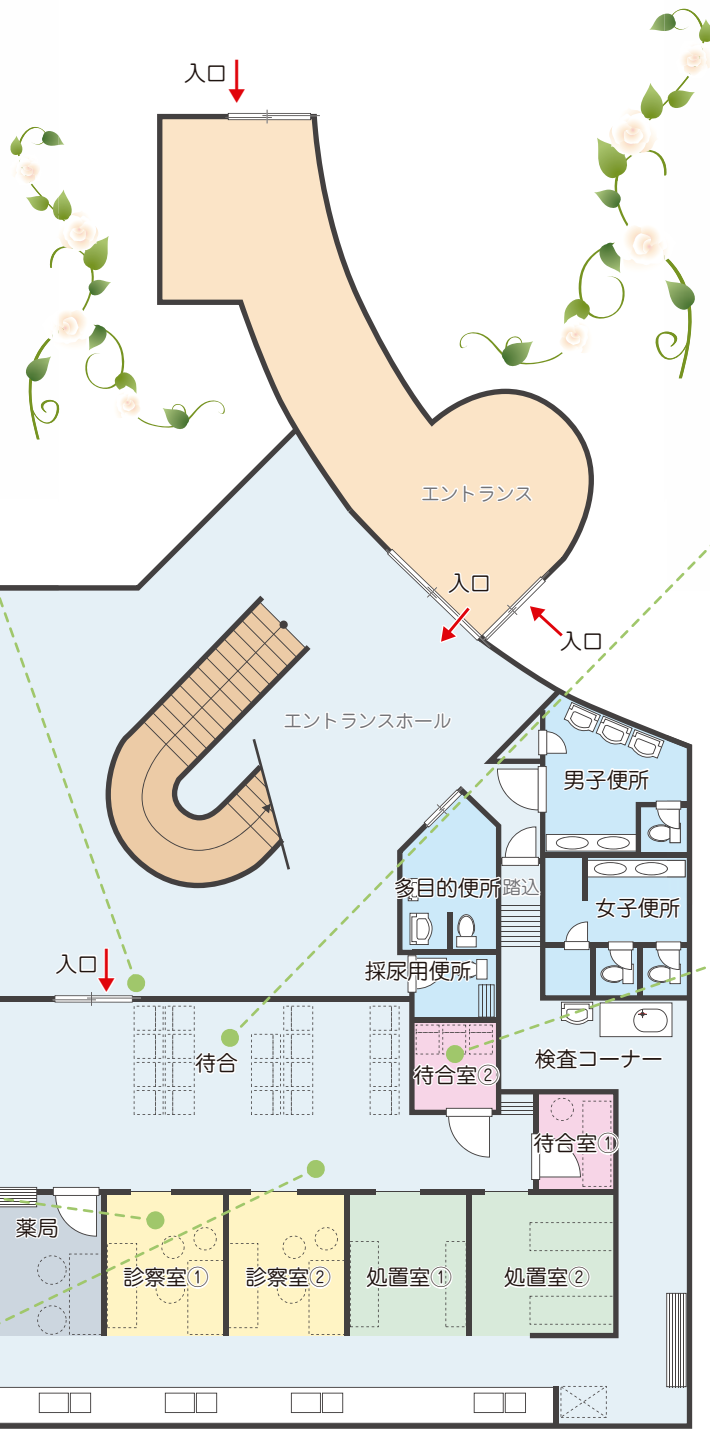 入口
エントランス
入口
入口
エントランスホール
男子便所
多目的便所
踏込
女子便所
入口
採尿用便所
検査コーナー
待合
待合室②
待合室①
薬局
診察室①
診察室②
処置室①
処置室②